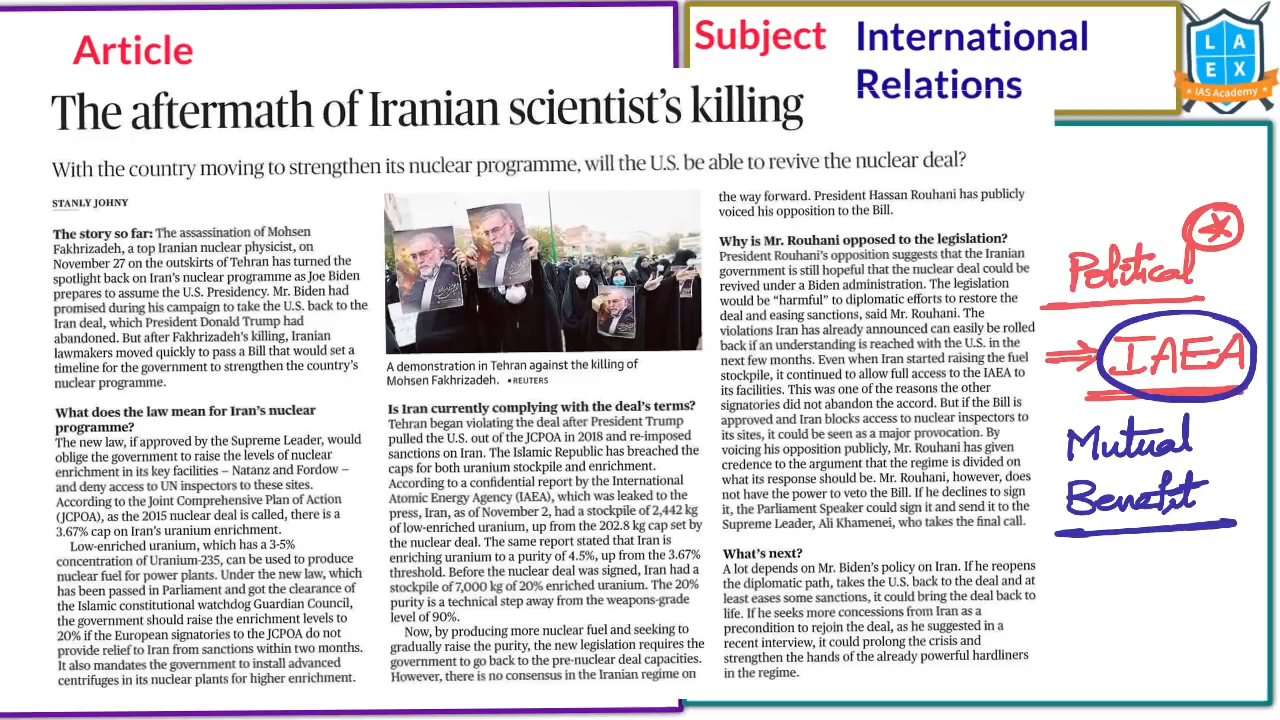 Article
Subject
International
Relations
L A
E X
IAS Academy
The aftermath of Iranian scientist's killing
With the country moving to strengthen its nuclear programme, will the U.S. be able to revive the nuclear deal?
STANLY JOHNY
The story so far: The assassination of Mohsen
Fakhrizadeh, a top Iranian nuclear physicist, on
November 27 on the outskirts of Tehran has turned the
spotlight back on Iran's nuclear programme as Joe Biden
prepares to assume the U.S. Presidency. Mr. Biden had
promised during his campaign to take the U.S. back to the
Iran deal, which President Donald Trump had
abandoned. But after Fakhrizadeh's killing, Iranian
lawmakers moved quickly to pass a Bill that would set a
timeline for the government to strengthen the country's
nuclear programme.
What does the law mean for Iran's nuclear
programme?
The new law, if approved by the Supreme Leader, would
oblige the government to raise the levels of nuclear
enrichment in its key facilities – Natanz and Fordow –
and deny access to UN inspectors to these sites.
According to the Joint Comprehensive Plan of Action
(JCPOA), as the 2015 nuclear deal is called, there is a
3.67% cap on Iran's uranium enrichment.
Low-enriched uranium, which has a 3-5%
concentration of Uranium-235, can be used to produce
nuclear fuel for power plants. Under the new law, which
has been passed in Parliament and got the clearance of
the Islamic constitutional watchdog Guardian Council,
the government should raise the enrichment levels to
20% if the European signatories to the JCPOA do not
provide relief to Iran from sanctions within two months.
It also mandates the government to install advanced
centrifuges in its nuclear plants for higher enrichment.
A demonstration in Tehran against the killing of
Mohsen Fakhrizadeh. ▪REUTERS
Is Iran currently complying with the deal's terms?
Tehran began violating the deal after President Trump
pulled the U.S. out of the JCPOA in 2018 and re-imposed
sanctions on Iran. The Islamic Republic has breached the
caps for both uranium stockpile and enrichment.
According to a confidential report by the International
Atomic Energy Agency (IAEA), which was leaked to the
press, Iran, as of November 2, had a stockpile of 2,442 kg
of low-enriched uranium, up from the 202.8 kg cap set by
the nuclear deal. The same report stated that Iran is
enriching uranium to a purity of 4.5%, up from the 3.67%
threshold. Before the nuclear deal was signed, Iran had a
stockpile of 7,000 kg of 20% enriched uranium. The 20%
purity is a technical step away from the weapons-grade
level of 90%.
Now, by producing more nuclear fuel and seeking to
gradually raise the purity, the new legislation requires the
government to go back to the pre-nuclear deal capacities.
However, there is no consensus in the Iranian regime on
the way forward. President Hassan Rouhani has publicly
voiced his opposition to the Bill.
Why is Mr. Rouhani opposed to the legislation?
President Rouhani's opposition suggests that the Iranian
government is still hopeful that the nuclear deal could be
revived under a Biden administration. The legislation
would be "harmful" to diplomatic efforts to restore the
deal and easing sanctions, said Mr. Rouhani. The
violations Iran has already announced can easily be rolled
back if an understanding is reached with the U.S. in the
next few months. Even when Iran started raising the fuel
stockpile, it continued to allow full access to the IAEA to
its facilities. This was one of the reasons the other
signatories did not abandon the accord. But if the Bill is
approved and Iran blocks access to nuclear inspectors to
its sites, it could be seen as a major provocation. By
voicing his opposition publicly, Mr. Rouhani has given
credence to the argument that the regime is divided on
what its response should be. Mr. Rouhani, however, does
not have the power to veto the Bill. If he declines to sign
it, the Parliament Speaker could sign it and send it to the
Supreme Leader, Ali Khamenei, who takes the final call.
What's next?
A lot depends on Mr. Biden's policy on Iran. If he reopens
the diplomatic path, takes the U.S. back to the deal and at
least eases some sanctions, it could bring the deal back to
life. If he seeks more concessions from Iran as a
precondition to rejoin the deal, as he suggested in a
recent interview, it could prolong the crisis and
strengthen the hands of the already powerful hardliners
in the regime.
Political
IAEA
Mutual
Benefit